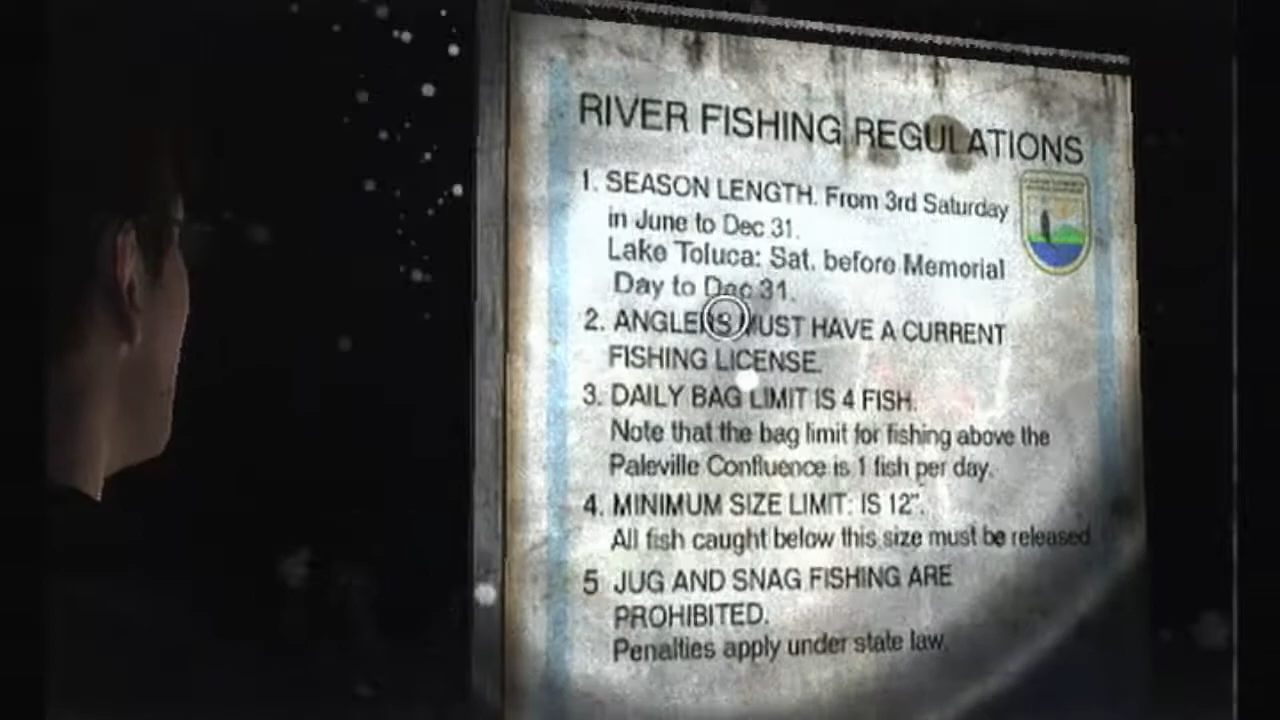 RIVER FISHING REGULATIONS
1. SEASON LENGTH. From 3rd Saturday
in June to Dec 31.
Lake Toluca: Sat. before Memorial
Day to Dec 31.
2. ANGLERS MUST HAVE A CURRENT
FISHING LICENSE.
3. DAILY BAG LIMIT IS 4 FISH.
Note that the bag limit for fishing above the
Paleville Confluence is 1 fish per day.
4. MINIMUM SIZE LIMIT: IS 12".
All fish caught below this size must be released
5 JUG AND SNAG FISHING ARE
PROHIBITED.
Penalties apply under state law.